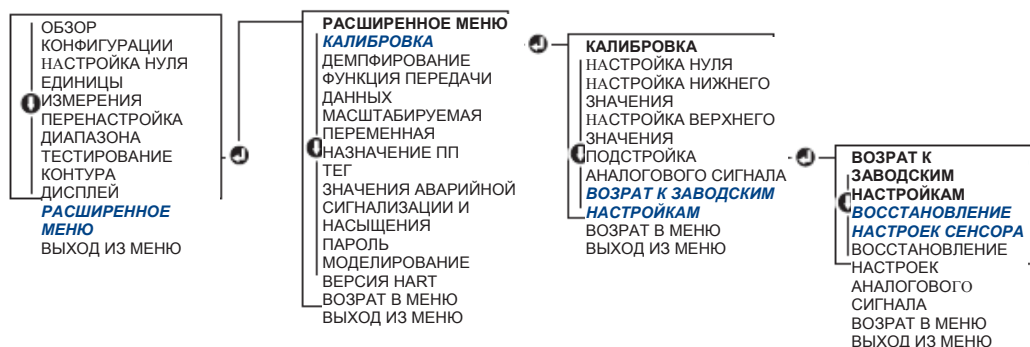 ОБЗОР
КОНФИГУРАЦИИ
НАСТРОЙКА НУЛЯ
ЕДИНИЦЫ
ИЗМЕРЕНИЯ
ПЕРЕНАСТРОЙКА
ДИАПАЗОНА
ТЕСТИРОВАНИЕ
КОНТУРА
ДИСПЛЕЙ
РАСШИРЕННОЕ
МЕНЮ
ВЫХОД ИЗ МЕНЮ
РАСШИРЕННОЕ МЕНЮ
КАЛИБРОВКА
ДЕМПФИРОВАНИЕ
ФУНКЦИЯ ПЕРЕДАЧИ
ДАННЫХ
МАСШТАБИРУЕМАЯ
ПЕРЕМЕННАЯ
НАЗНАЧЕНИЕ ПП
ТЕГ
ЗНАЧЕНИЯ АВАРИЙНОЙ
СИГНАЛИЗАЦИИ И
НАСЫЩЕНИЯ
ПАРОЛЬ
МОДЕЛИРОВАНИЕ
ВЕРСИЯ HART
ВОЗРАТ В МЕНЮ
ВЫХОД ИЗ МЕНЮ
КАЛИБРОВКА
НАСТРОЙКА НУЛЯ
НАСТРОЙКА НИЖНЕГО
ЗНАЧЕНИЯ
НАСТРОЙКА ВЕРХНЕГО
ЗНАЧЕНИЯ
ПОДСТРОЙКА
АНАЛОГОВОГО СИГНАЛА
ВОЗРАТ К ЗАВОДСКИМ
НАСТРОЙКАМ
ВОЗРАТ В МЕНЮ
ВЫХОД ИЗ МЕНЮ
ВОЗРАТ К
ЗАВОДСКИМ
НАСТРОЙКАМ
ВОССТАНОВЛЕНИЕ
НАСТРОЕК СЕНСОРА
ВОССТАНОВЛЕНИЕ
НАСТРОЕК
АНАЛОГОВОГО
СИГНАЛА
ВОЗРАТ В МЕНЮ
ВЫХОД ИЗ МЕНЮ